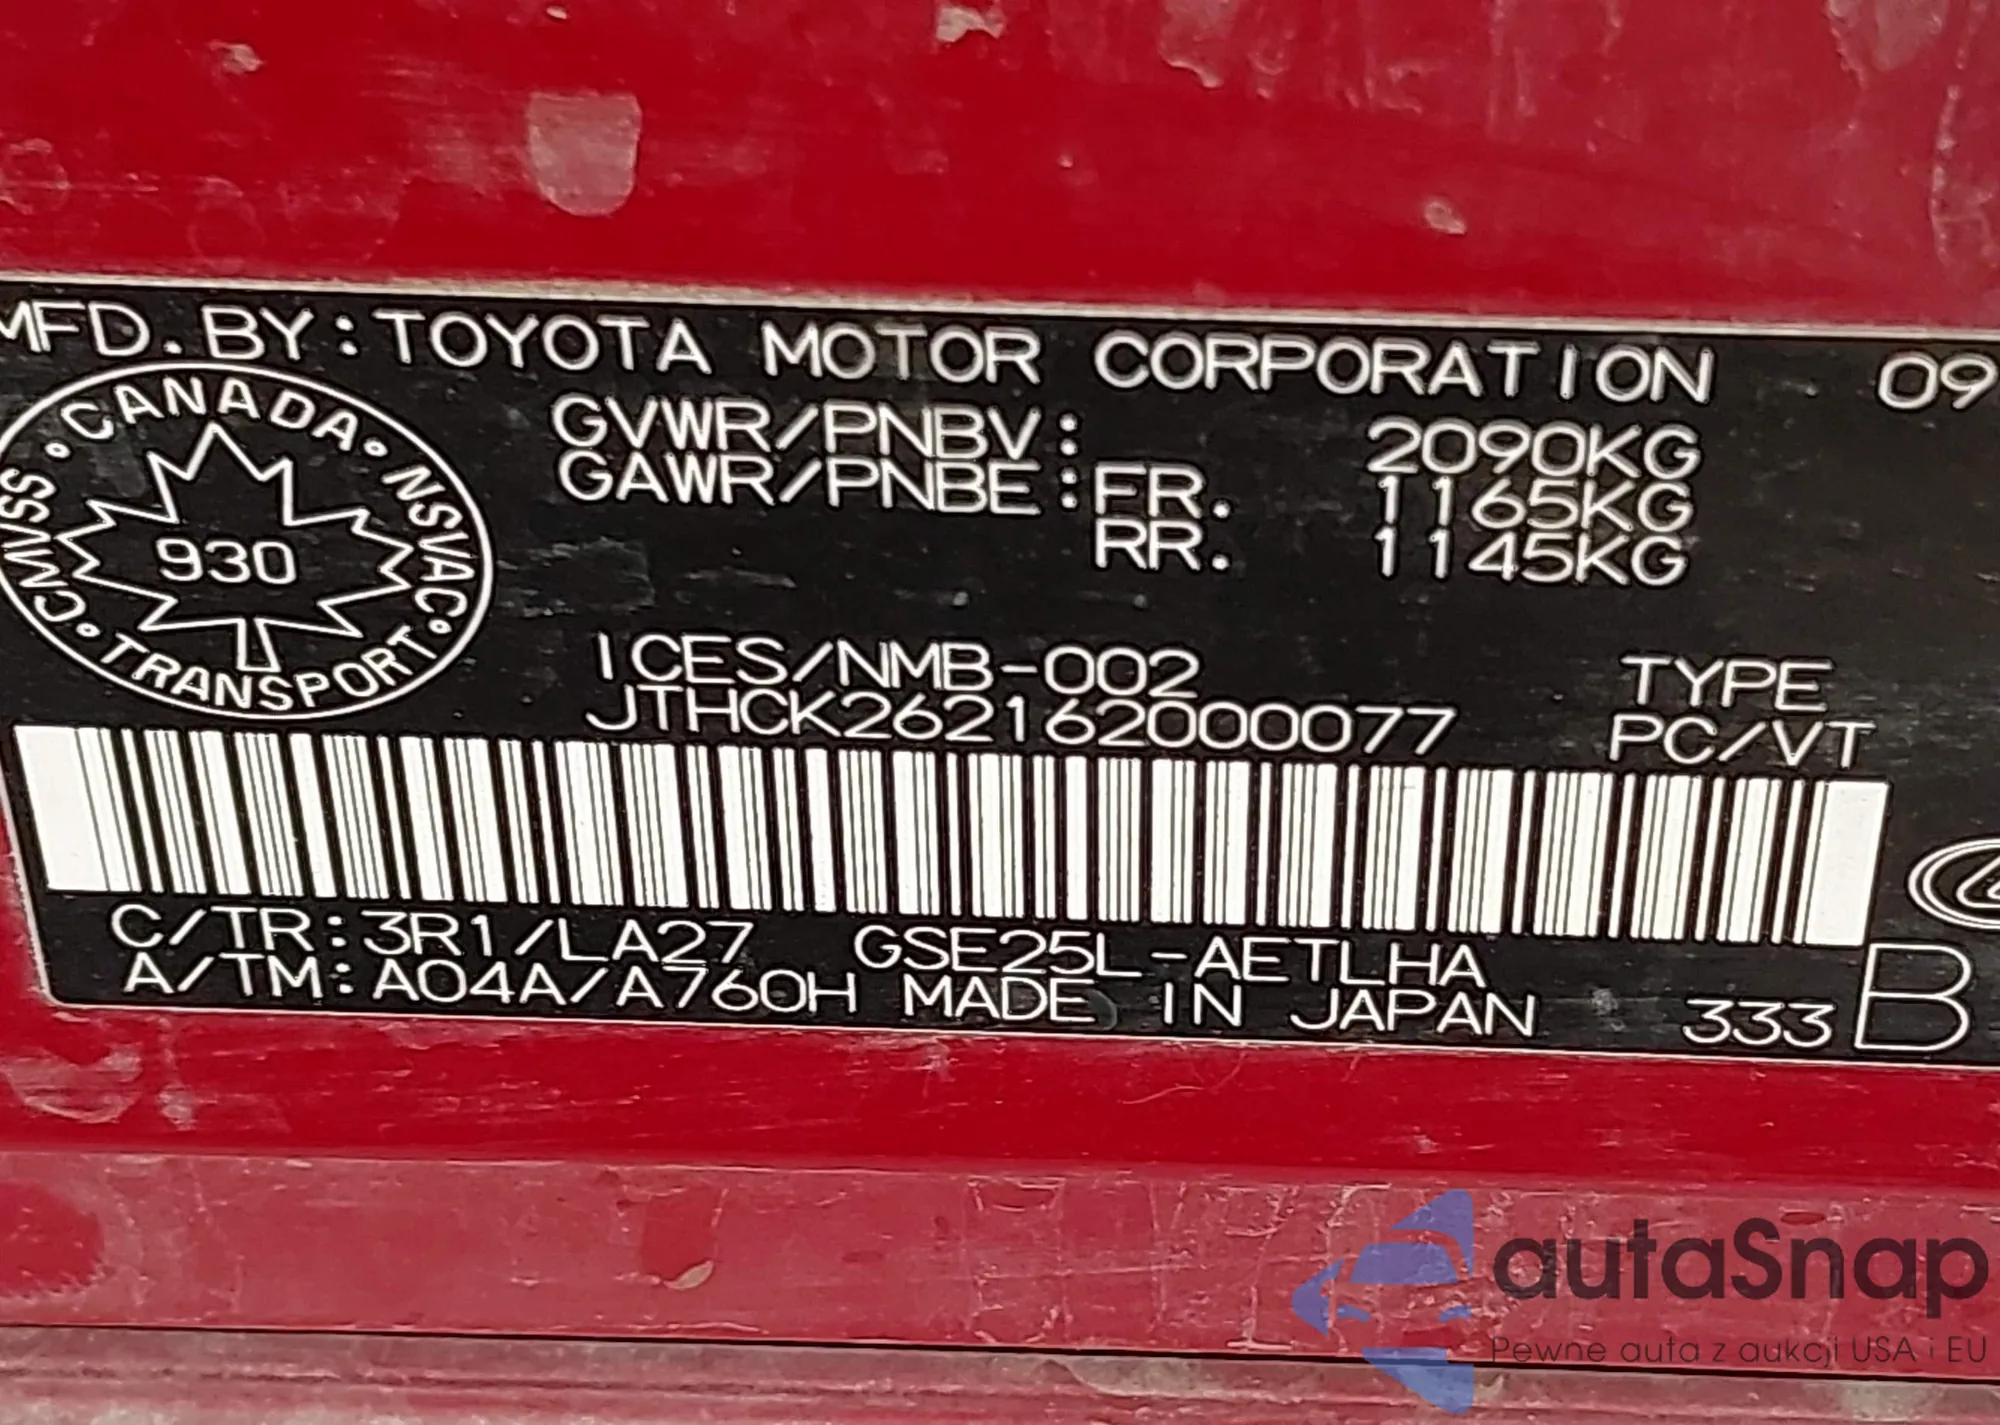 MFD.BY:TOYOTA MOTOR CORPORATION 09
CANADA
CMVSS NSVAC
930
TRANSPORT
GVWR/PNBV: 2090KG
GAWR/PNBE:FR. 1165KG
RR. 1145KG
ICES/NMB-002 TYPE
JTHCK262162000077 PC/VT
C/TR:3R1/LA27 GSE25L-AETLHA
A/TM:A04A/A760H MADE IN JAPAN 333 B
autaSnap
Pewne auta z aukcji USA i EU